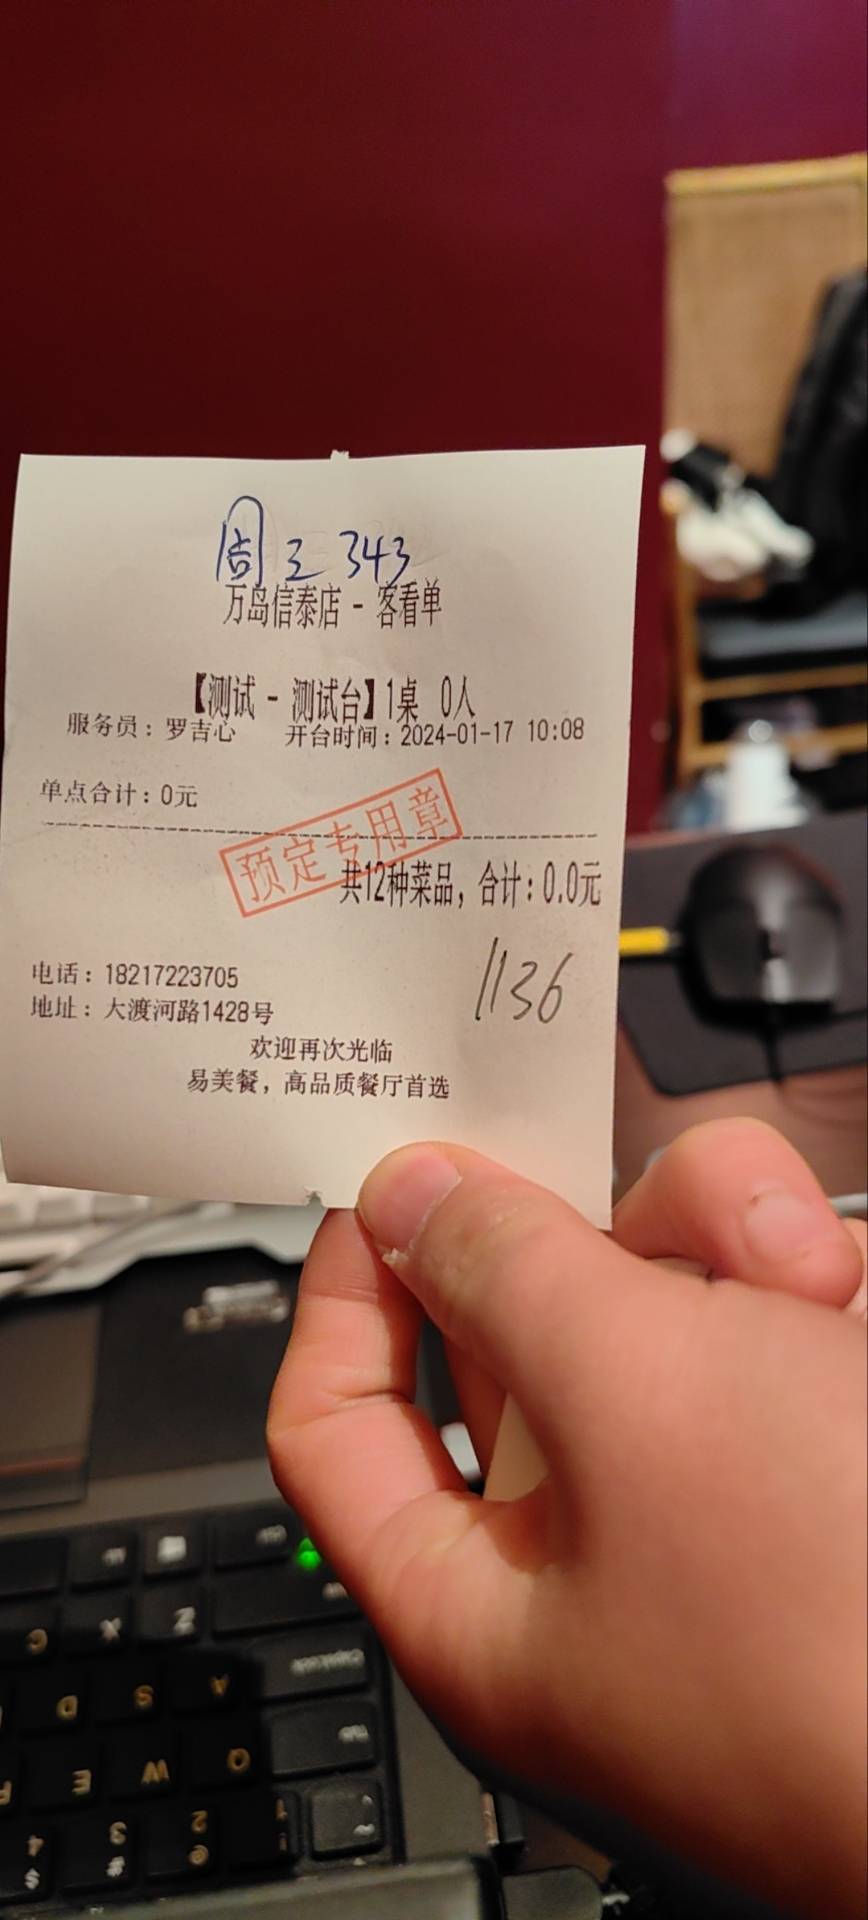 周三 343
万岛信泰店 - 客看单
【测试 - 测试台】1桌 0人
服务员：罗吉心 开台时间：2024-01-17 10:08
单点合计：0元
预定专用章
共12种菜品，合计：0.0元
1136
电话：18217223705
地址：大渡河路1428号
欢迎再次光临
易美餐，高品质餐厅首选
Z
X
C
A
S
D
Q
W
E